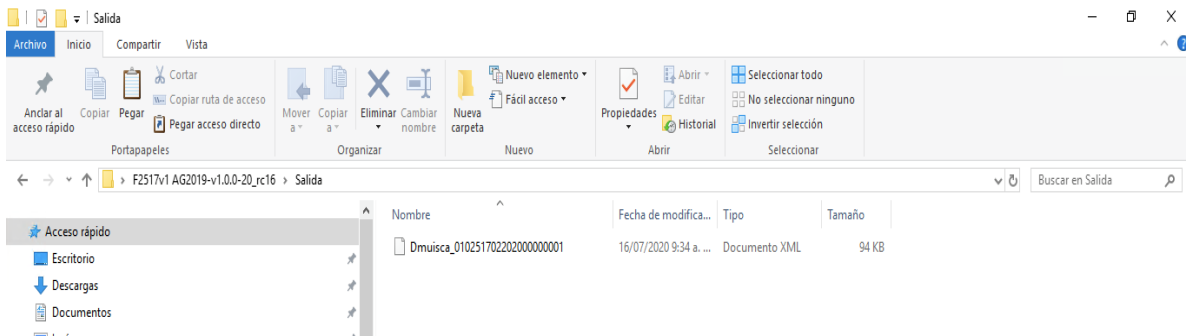 Salida
Archivo Inicio Compartir Vista
Anclar al acceso rápido
Copiar
Pegar
Cortar
Copiar ruta de acceso
Pegar acceso directo
Portapapeles
Mover a
Copiar a
Eliminar
Cambiar nombre
Organizar
Nueva carpeta
Nuevo elemento
Fácil acceso
Nuevo
Propiedades
Abrir
Editar
Historial
Abrir
Seleccionar todo
No seleccionar ninguno
Invertir selección
Seleccionar
F2517v1 AG2019-v1.0.0-20_rc16 > Salida
Buscar en Salida
Nombre Fecha de modifica... Tipo Tamaño
Dmuisca_010251702202000000001 16/07/2020 9:34 a. ... Documento XML 94 KB
Acceso rápido
Escritorio
Descargas
Documentos